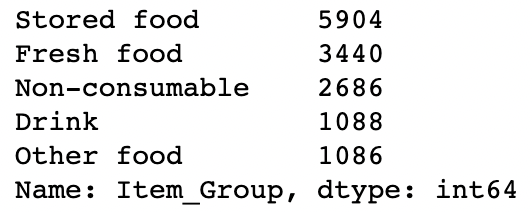 Stored food 5904
Fresh food 3440
Non-consumable 2686
Drink 1088
Other food 1086
Name: Item_Group, dtype: int64